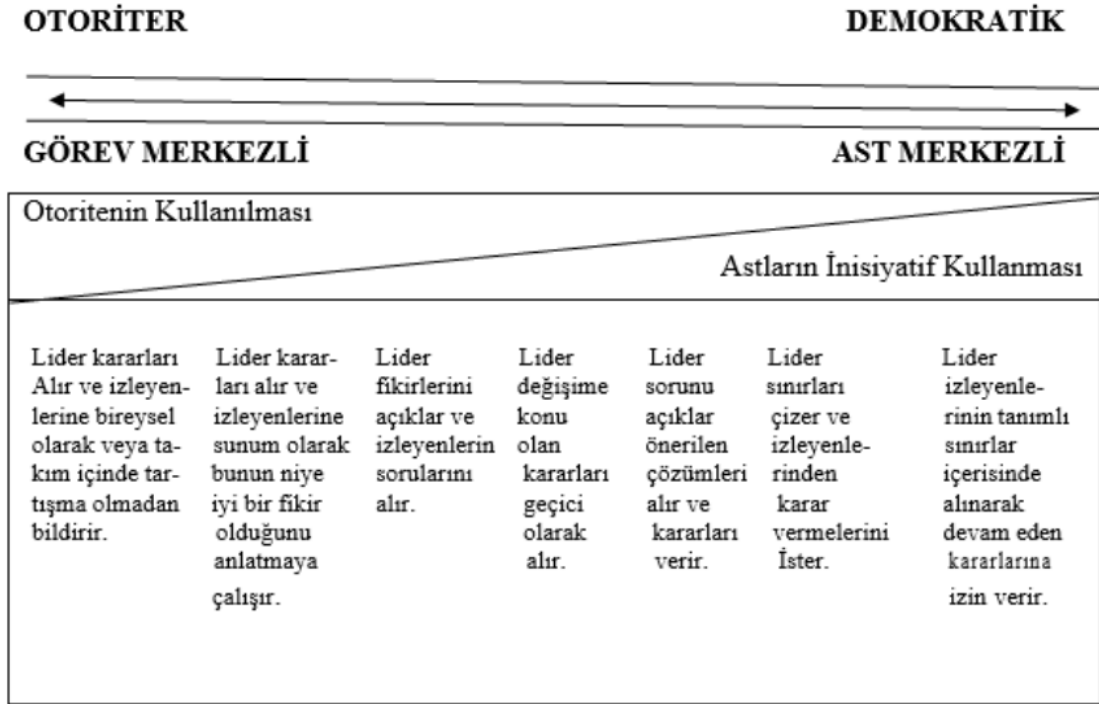 OTORİTER
DEMOKRATİK
GÖREV MERKEZLİ
AST MERKEZLİ
Otoritenin Kullanılması
Astların İnisiyatif Kullanması
Lider kararları
Alır ve izleyen-
lerine bireysel
olarak veya ta-
kım içinde tar-
tışma olmadan
bildirir.
Lider karar-
ları alır ve
izleyenlerine
sunum olarak
bunun niye
iyi bir fikir
olduğunu
anlatmaya
çalışır.
Lider
fikirlerini
açıklar ve
izleyenlerin
sorularını
alır.
Lider
değişime
konu
olan
kararları
geçici
olarak
alır.
Lider
sorunu
açıklar
önerilen
çözümleri
alır ve
kararları
verir.
Lider
sınırları
çizer ve
izleyenle-
rinden
karar
vermelerini
İster.
Lider
izleyenle-
rinin tanımlı
sınırlar
içerisinde
alınarak
devam eden
kararlarına
izin verir.